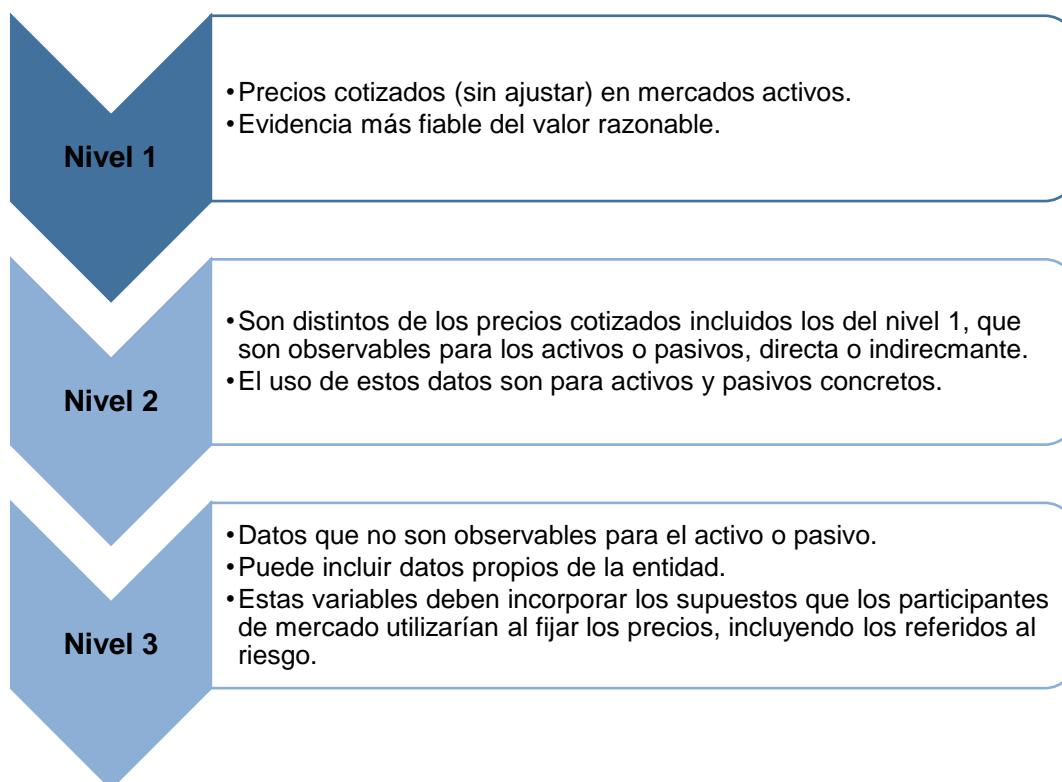 Nivel 1
•Precios cotizados (sin ajustar) en mercados activos.
•Evidencia más fiable del valor razonable.
Nivel 2
•Son distintos de los precios cotizados incluidos los del nivel 1, que
son observables para los activos o pasivos, directa o indirecmante.
•El uso de estos datos son para activos y pasivos concretos.
Nivel 3
•Datos que no son observables para el activo o pasivo.
•Puede incluir datos propios de la entidad.
•Estas variables deben incorporar los supuestos que los participantes
de mercado utilizarían al fijar los precios, incluyendo los referidos al
riesgo.